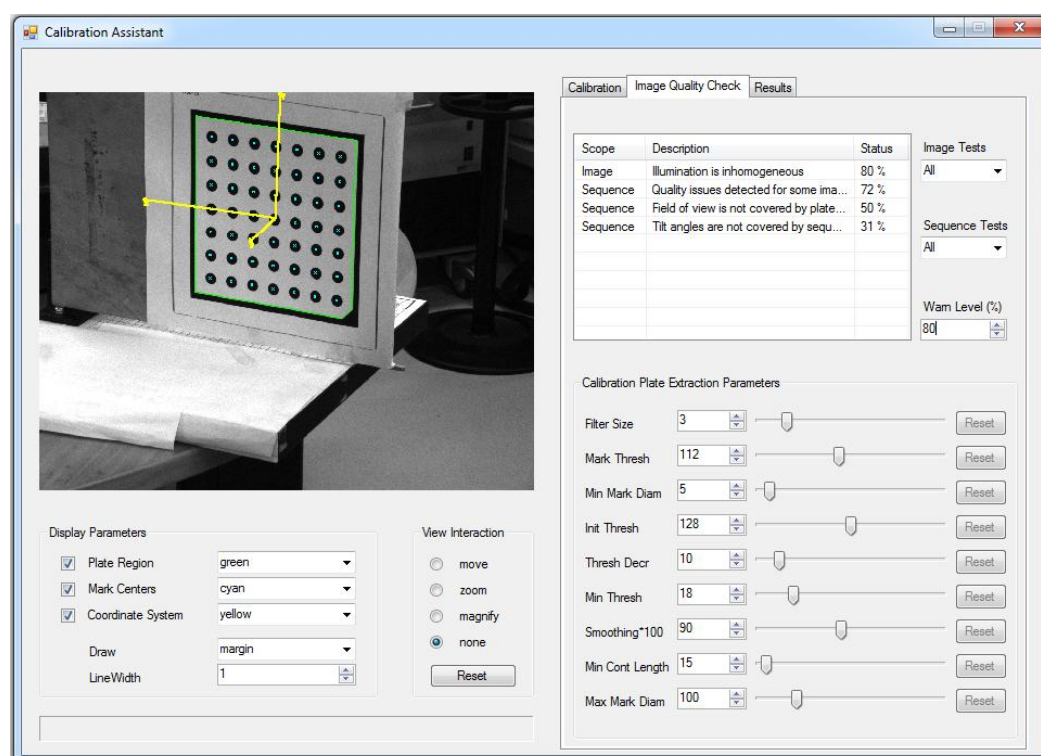 Calibration Assistant
Calibration Image Quality Check Results
Scope Description Status
Image Illumination is inhomogeneous 80 %
Sequence Quality issues detected for some ima... 72 %
Sequence Field of view is not covered by plate... 50 %
Sequence Tilt angles are not covered by sequ... 31 %
Image Tests
All
Sequence Tests
All
Warn Level (%)
80
Calibration Plate Extraction Parameters
Filter Size 3 Reset
Mark Thresh 112 Reset
Min Mark Diam 5 Reset
Init Thresh 128 Reset
Thresh Decr 10 Reset
Min Thresh 18 Reset
Smoothing*100 90 Reset
Min Cont Length 15 Reset
Max Mark Diam 100 Reset
Display Parameters
Plate Region green
Mark Centers cyan
Coordinate System yellow
Draw margin
LineWidth 1
View Interaction
move
zoom
magnify
none
Reset